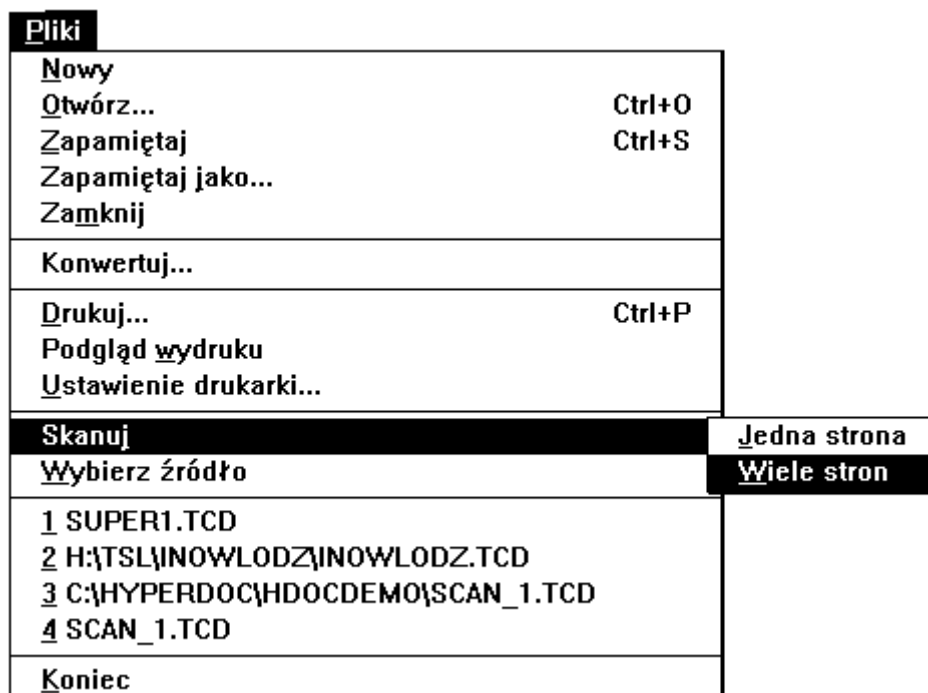 Pliki
Nowy
Otwórz... Ctrl+O
Zapamiętaj Ctrl+S
Zapamiętaj jako...
Zamknij
Konwertuj...
Drukuj... Ctrl+P
Podgląd wydruku
Ustawienie drukarki...
Skanuj Jedna strona
Wybierz źródło Wiele stron
1 SUPER1.TCD
2 H:\TSL\INOWLODZ\INOWLODZ.TCD
3 C:\HYPERDOC\HDOCDEMO\SCAN_1.TCD
4 SCAN_1.TCD
Koniec